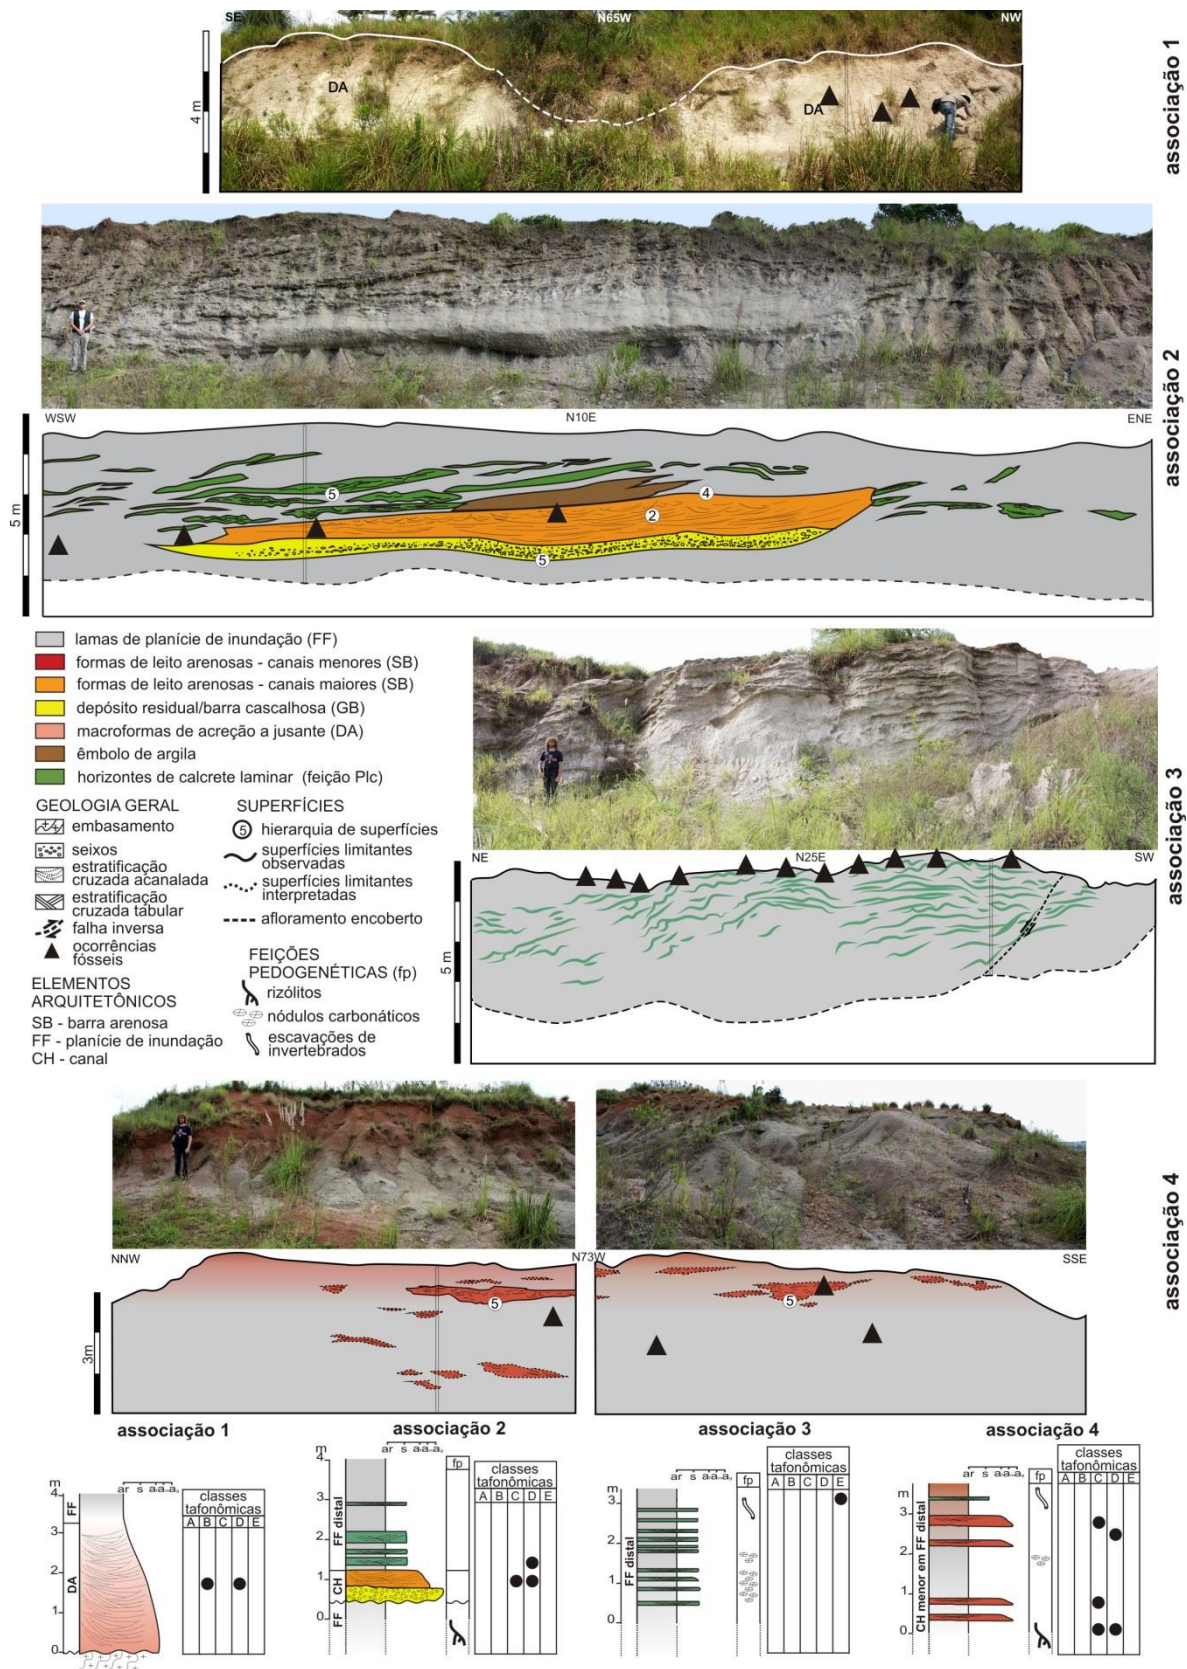 SE N65W NW
DA
DA
4 m
associação 1
associação 2
WSW N10E ENE
5
4
2
5
5 m
lamas de planície de inundação (FF)
formas de leito arenosas - canais menores (SB)
formas de leito arenosas - canais maiores (SB)
depósito residual/barra cascalhosa (GB)
macroformas de acreção a jusante (DA)
êmbolo de argila
horizontes de calcrete laminar (feição Plc)
GEOLOGIA GERAL
embasamento
seixos
estratificação
cruzada acanalada
estratificação
cruzada tabular
falha inversa
ocorrências
fósseis
ELEMENTOS
ARQUITETÔNICOS
SB - barra arenosa
FF - planície de inundação
CH - canal
SUPERFÍCIES
5 hierarquia de superfícies
superfícies limitantes
observadas
superfícies limitantes
interpretadas
afloramento encoberto
FEIÇÕES
PEDOGENÉTICAS (fp)
rizólitos
nódulos carbonáticos
escavações de
invertebrados
associação 3
NE N25E SW
5 m
associação 4
NNW N73W SSE
5
5
3m
associação 1
m
4
3
2
1
0
FF
DA
ar s
classes
tafonômicas
A B C D E
associação 2
m
4
3
2
1
0
FF distal
CH
FF
ar s
fp
classes
tafonômicas
A B C D E
associação 3
m
3
2
1
0
FF distal
ar s
fp
classes
tafonômicas
A B C D E
associação 4
m
3
2
1
0
CH menor em FF distal
ar s
fp
classes
tafonômicas
A B C D E